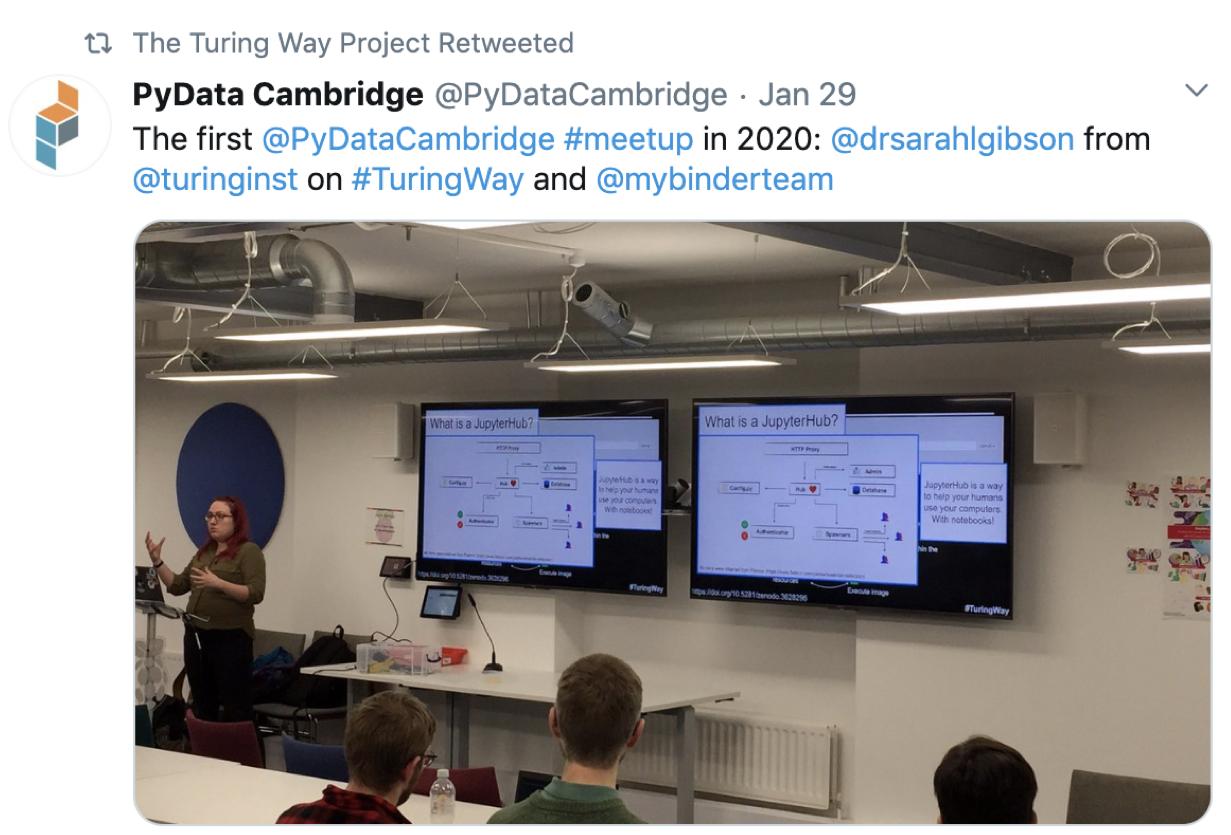 The Turing Way Project Retweeted
PyData Cambridge @PyDataCambridge · Jan 29
The first @PyDataCambridge #meetup in 2020: @drsarahlgibson from
@turinginst on #TuringWay and @mybinderteam
What is a JupyterHub?
HTTP Proxy
Admin
Configure
Hub
Database
Authenticator
Spawners
JupyterHub is a way
to help your humans
use your computers.
With notebooks!
resources
Execute image
https://doi.org/10.5281/zenodo.3628296
#TuringWay
What is a JupyterHub?
HTTP Proxy
Admin
Configure
Hub
Database
Authenticator
Spawners
JupyterHub is a way
to help your humans
use your computers.
With notebooks!
hin the
resources
Execute image
https://doi.org/10.5281/zenodo.3628296
#TuringWay